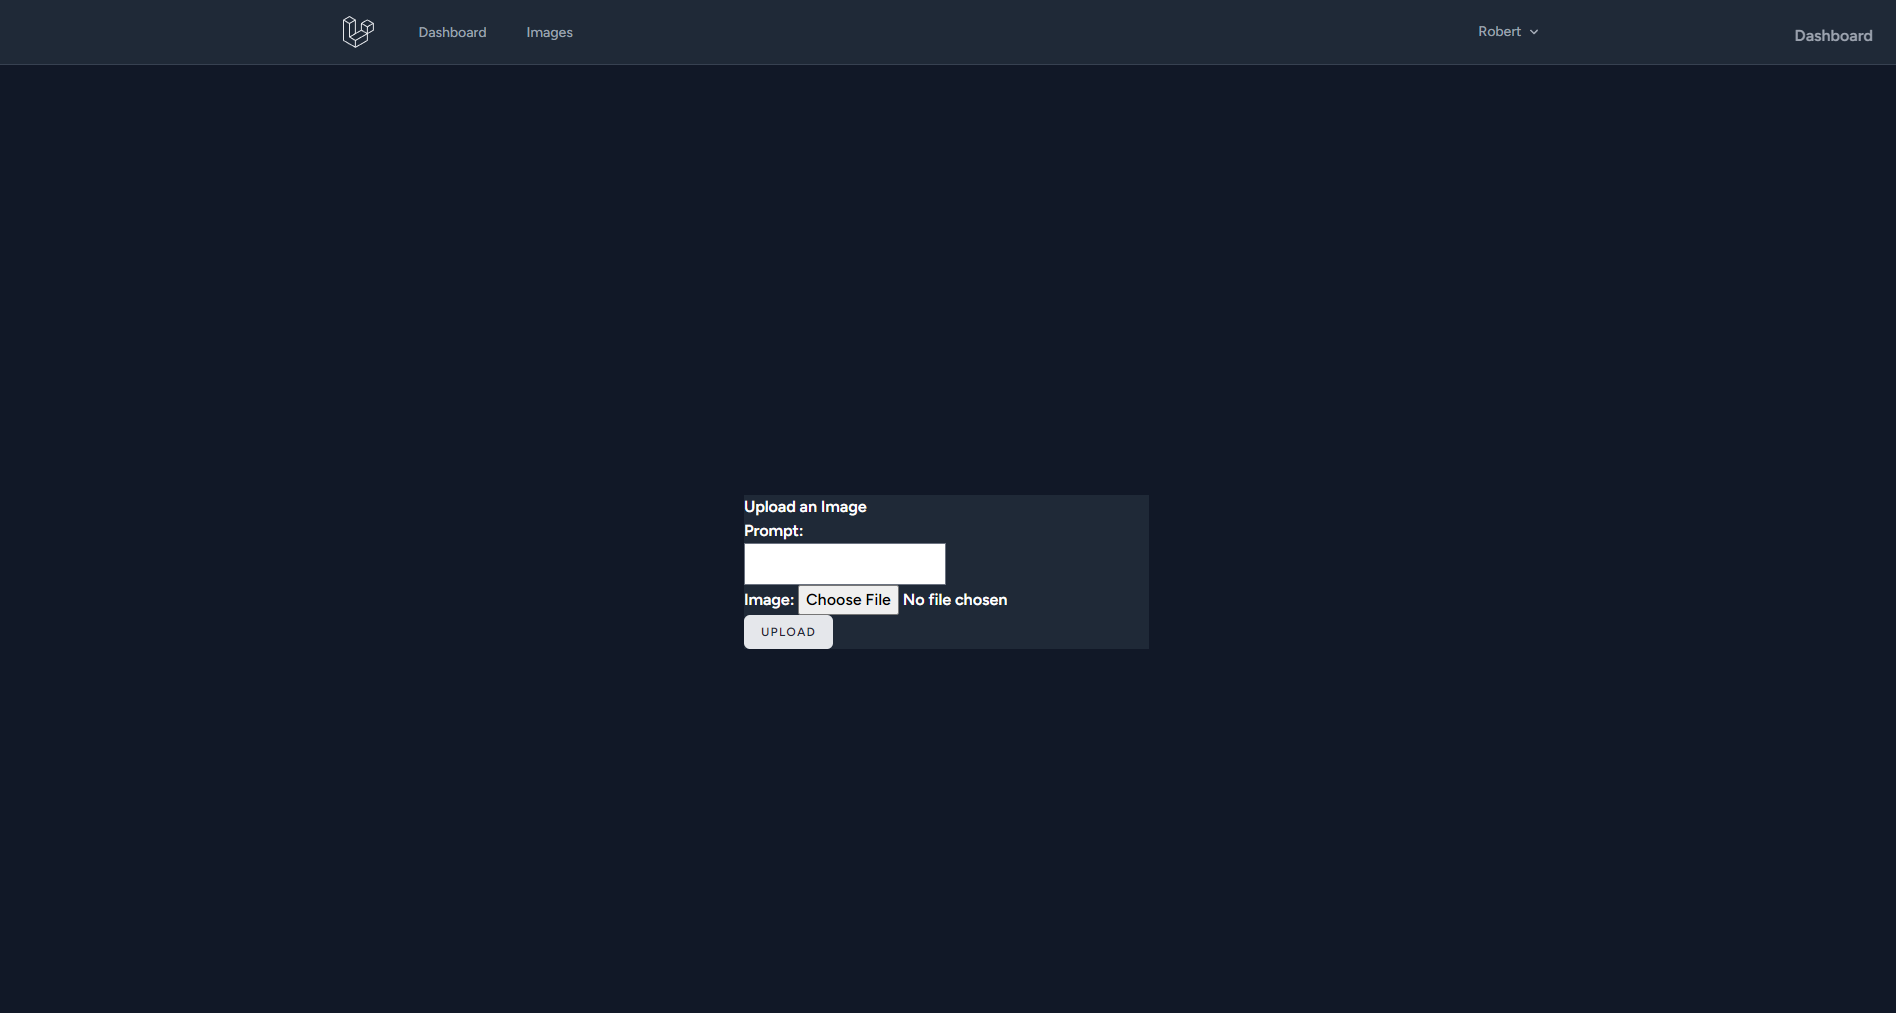 Dashboard Images Robert Dashboard
Upload an Image
Prompt:
Image: Choose File No file chosen
UPLOAD